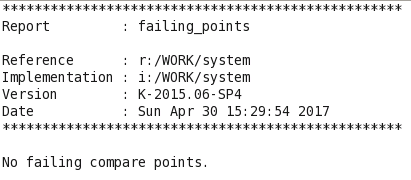 **************************************************
Report         : failing_points

Reference      : r:/WORK/system
Implementation : i:/WORK/system
Version        : K-2015.06-SP4
Date           : Sun Apr 30 15:29:54 2017
**************************************************

No failing compare points.